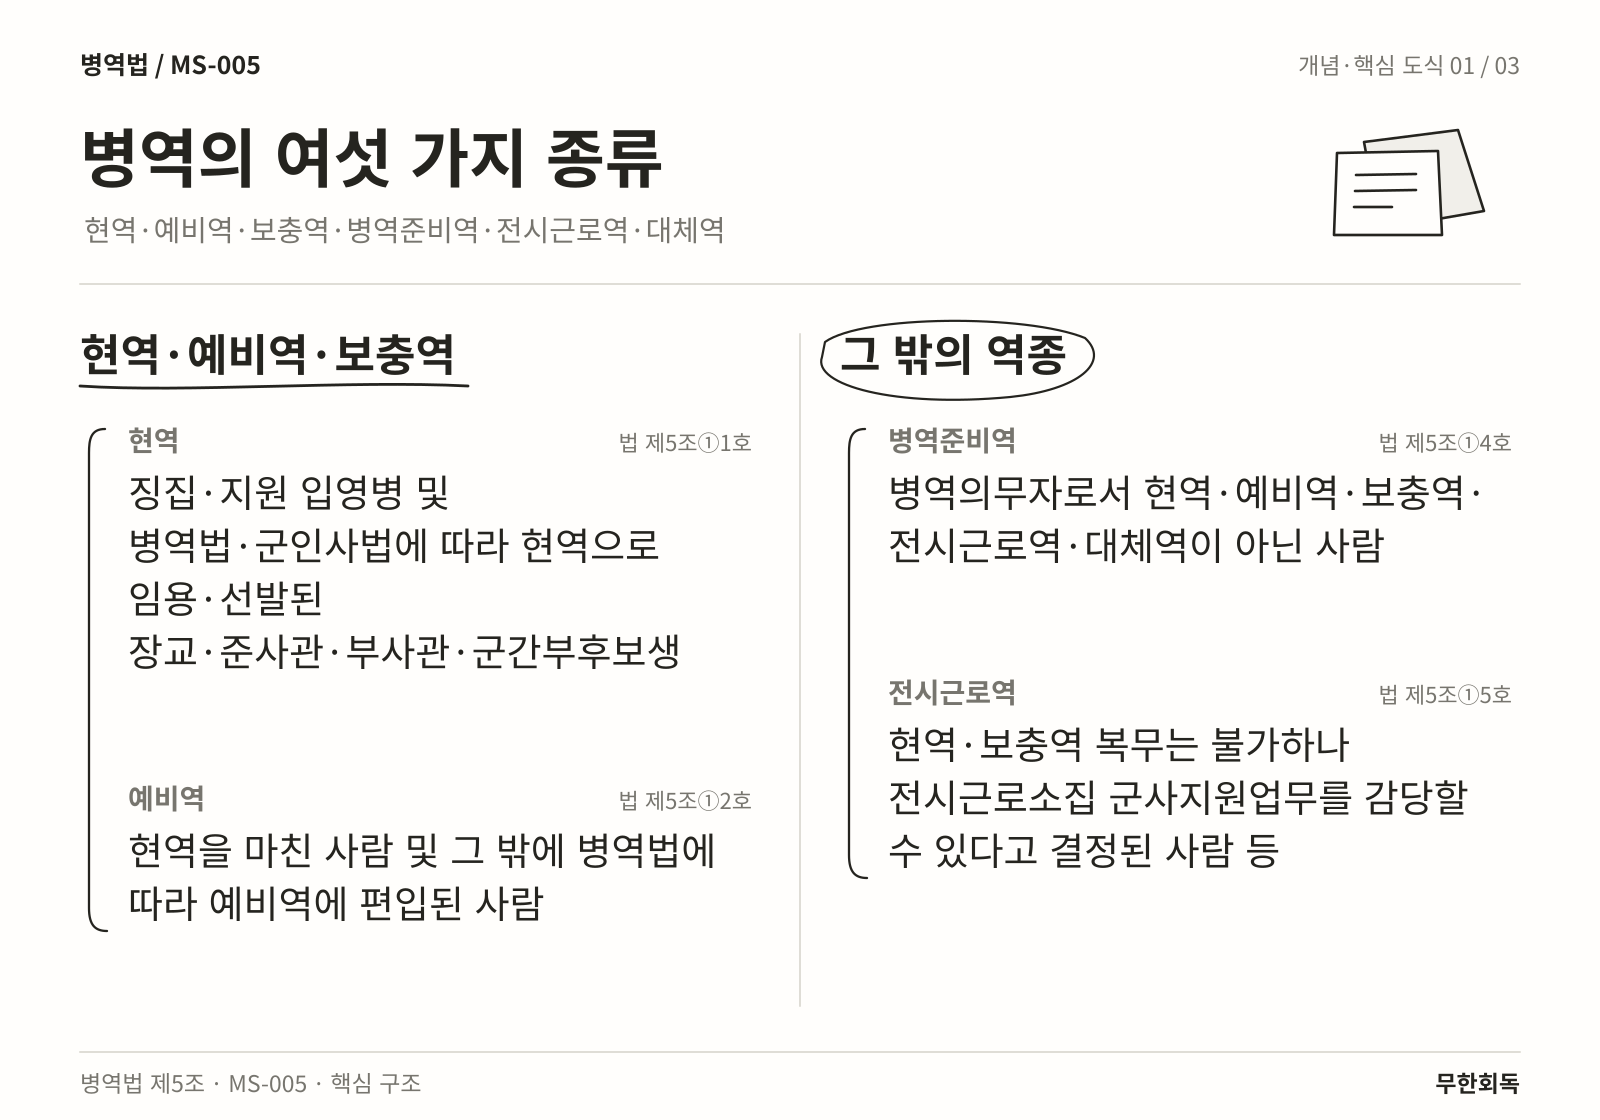 병역법 / MS-005
개념·핵심 도식 01 / 03
병역의 여섯 가지 종류
현역·예비역·보충역·병역준비역·전시근로역·대체역
현역·예비역·보충역
현역
법 제5조①1호
징집·지원 입영병 및
병역법·군인사법에 따라 현역으로
임용·선발된
장교·준사관·부사관·군간부후보생
예비역
법 제5조①2호
현역을 마친 사람 및 그 밖에 병역법에
따라 예비역에 편입된 사람
그 밖의 역종
병역준비역
법 제5조①4호
병역의무자로서 현역·예비역·보충역·
전시근로역·대체역이 아닌 사람
전시근로역
법 제5조①5호
현역·보충역 복무는 불가하나
전시근로소집 군사지원업무를 감당할
수 있다고 결정된 사람 등
병역법 제5조 · MS-005 · 핵심 구조
무한회독